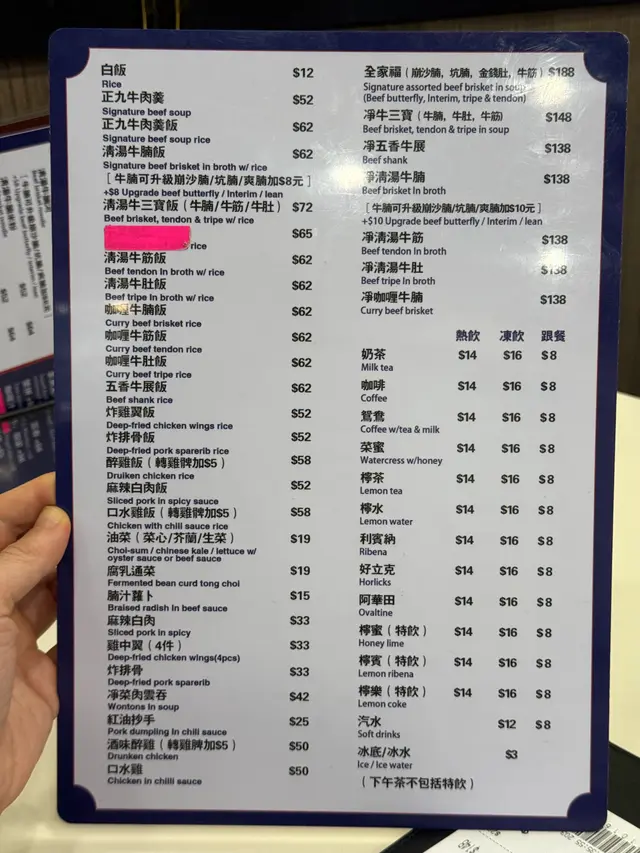 白飯 $12
Rice
正九牛肉羹 $52
Signature beef soup
正九牛肉羹飯 $62
Signature beef soup rice
清湯牛腩飯 $62
Signature beef brisket in broth w/ rice
[ 牛腩可升級崩沙腩/坑腩/爽腩加$8元 ]
+$8 Upgrade beef butterfly / Interim / lean
清湯牛三寶飯 ( 牛腩/牛筋/牛肚 ) $72
Beef brisket, tendon & tripe w/ rice
$65
rice
清湯牛筋飯 $62
Beef tendon In broth w/ rice
清湯牛肚飯 $62
Beef tripe In broth w/ rice
咖喱牛腩飯 $62
Curry beef brisket rice
咖喱牛筋飯 $62
Curry beef tendon rice
咖喱牛肚飯 $62
Curry beef tripe rice
五香牛展飯 $62
Beef shank rice
炸雞翼飯 $52
Deep-fried chicken wings rice
炸排骨飯 $52
Deep-fried pork sparerib rice
醉雞飯 ( 轉雞髀加$5 ) $58
Druiken chicken rice
麻辣白肉飯 $52
Sliced pork in spicy sauce
口水雞飯 ( 轉雞髀加$5 ) $58
Chicken with chili sauce rice
油菜 ( 菜心/芥蘭/生菜 ) $19
Choi-sum / chinese kale / lettuce w/
oyster sauce or beef sauce
腐乳通菜 $19
Fermented bean curd tong choi
腩汁蘿卜 $15
Braised radish In beef sauce
麻辣白肉 $33
Sliced pork in spicy
雞中翼 ( 4件 ) $33
Deep-fried chicken wings(4pcs)
炸排骨 $33
Deep-fried pork sparerib
凈菜肉雲吞 $42
Wontons In soup
紅油抄手 $25
Pork dumpling In chili sauce
酒味醉雞 ( 轉雞髀加$5 ) $50
Drunken chicken
口水雞 $50
Chicken in chilli sauce
全家福 ( 崩沙腩, 坑腩, 金錢肚, 牛筋 ) $188
Signature assorted beef brisket in soup
(Beef butterfly, Interim, tripe & tendon)
凈牛三寶 ( 牛腩, 牛肚, 牛筋 ) $148
Beef brisket, tendon & tripe in soup
凈五香牛展 $138
Beef shank
凈清湯牛腩 $138
Beef brisket In broth
[ 牛腩可升級崩沙腩/坑腩/爽腩加$10元 ]
+$10 Upgrade beef butterfly / Interim / lean
凈清湯牛筋 $138
Beef tendon In broth
凈清湯牛肚 $138
Beef tripe In broth
凈咖喱牛腩 $138
Curry beef brisket
熱飲 凍飲 跟餐
奶茶 $14 $16 $8
Milk tea
咖啡 $14 $16 $8
Coffee
鴛鴦 $14 $16 $8
Coffee w/tea & milk
菜蜜 $14 $16 $8
Watercress w/honey
檸茶 $14 $16 $8
Lemon tea
檸水 $14 $16 $8
Lemon water
利賓納 $14 $16 $8
Ribena
好立克 $14 $16 $8
Horlicks
阿華田 $14 $16 $8
Ovaltine
檸蜜 ( 特飲 ) $14 $16 $8
Honey lime
檸賓 ( 特飲 ) $14 $16 $8
Lemon ribena
檸樂 ( 特飲 ) $14 $16 $8
Lemon coke
汽水 $12 $8
Soft drinks
冰底/冰水 $3
Ice / Ice water
( 下午茶不包括特飲 )